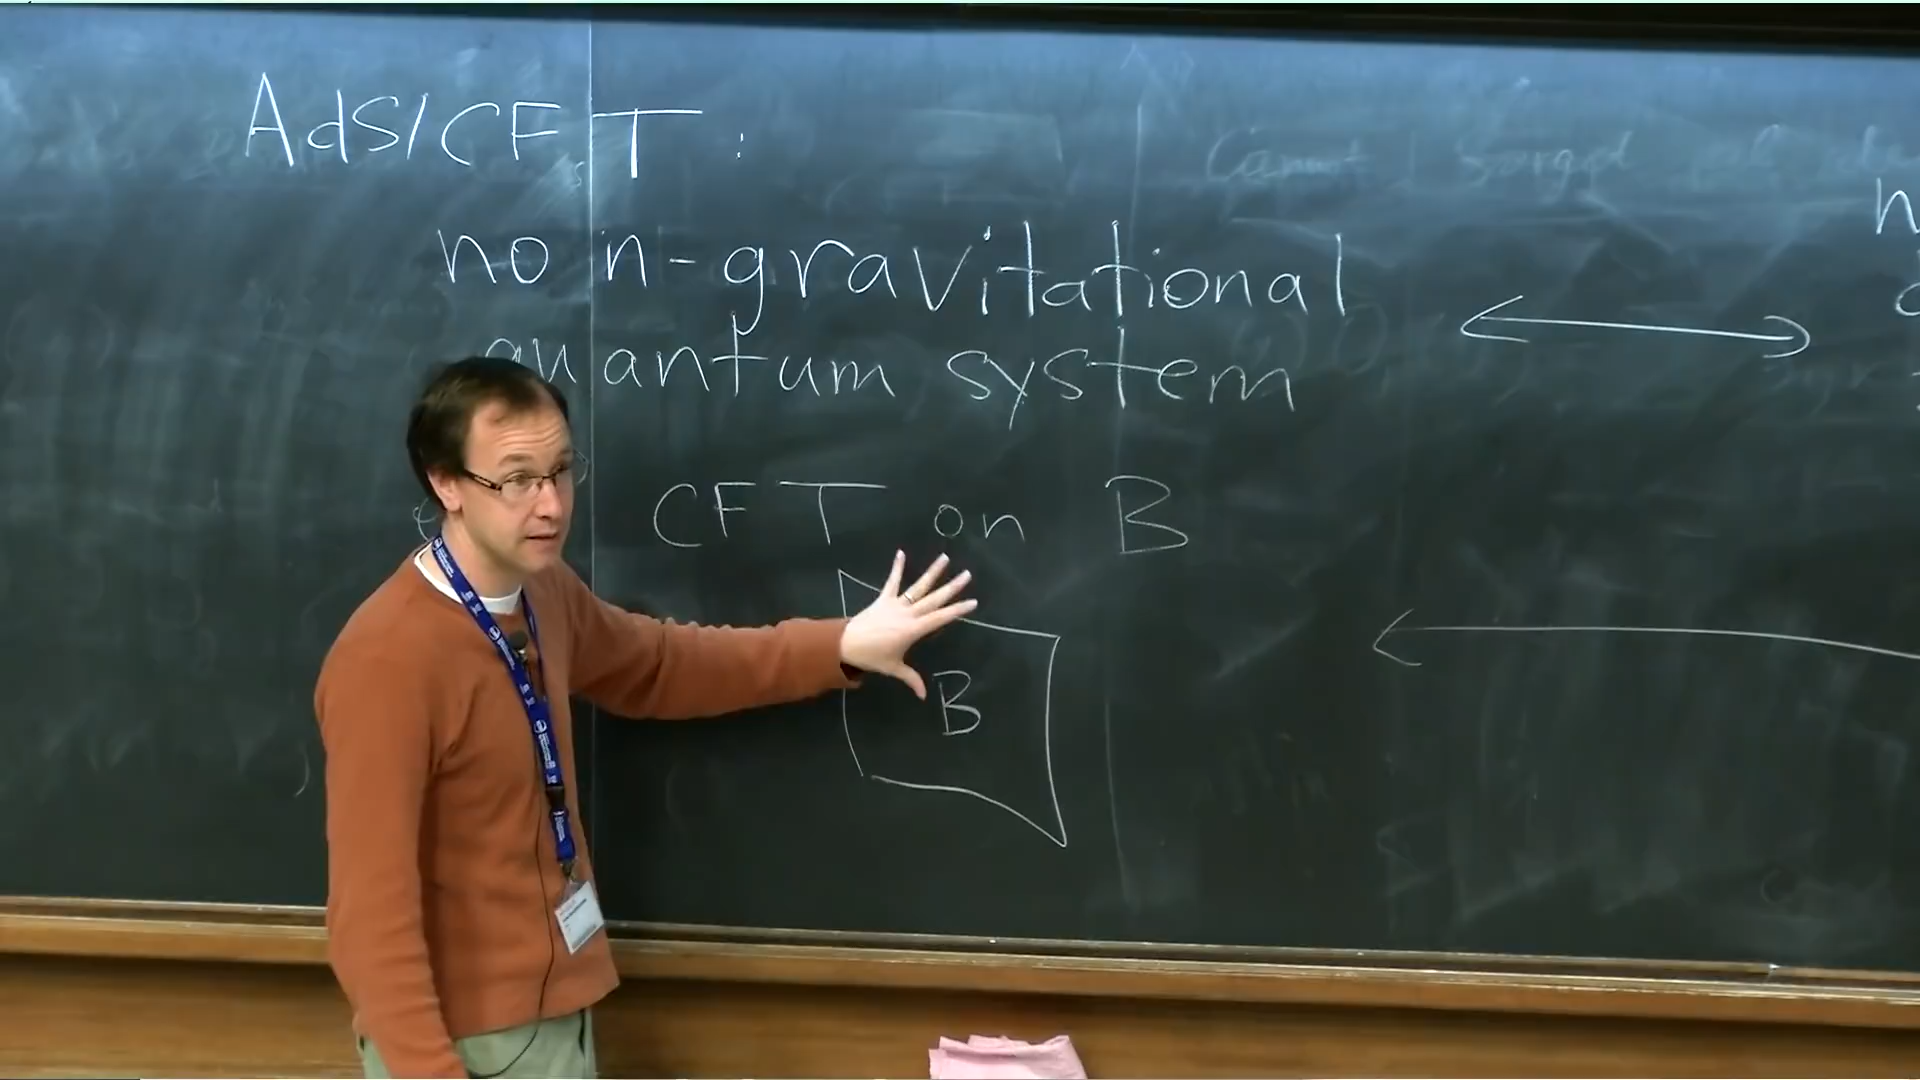 AdS/CFT:
non-gravitational
quantum system
CFT on B
B